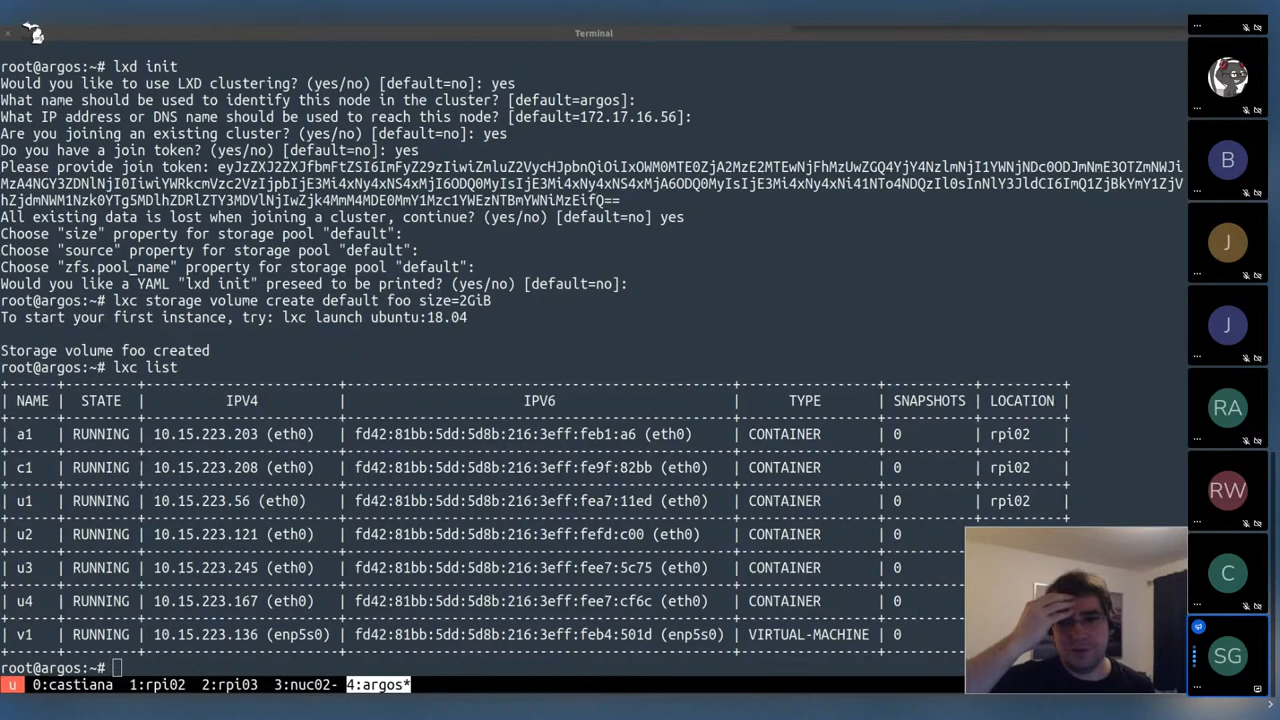 Terminal
root@argos:~# lxd init
Would you like to use LXD clustering? (yes/no) [default=no]: yes
What name should be used to identify this node in the cluster? [default=argos]:
What IP address or DNS name should be used to reach this node? [default=172.17.16.56]:
Are you joining an existing cluster? (yes/no) [default=no]: yes
Do you have a join token? (yes/no) [default=no]: yes
Please provide join token:
All existing data is lost when joining a cluster, continue? (yes/no) [default=no] yes
Choose "size" property for storage pool "default":
Choose "source" property for storage pool "default":
Choose "zfs.pool_name" property for storage pool "default":
Would you like a YAML "lxd init" preseed to be printed? (yes/no) [default=no]:
root@argos:~# lxc storage volume create default foo size=2GiB
To start your first instance, try: lxc launch ubuntu:18.04
Storage volume foo created
root@argos:~# lxc list
| NAME | STATE | IPV4 | IPV6 | TYPE | SNAPSHOTS | LOCATION |
| a1 | RUNNING | 10.15.223.203 (eth0) | fd42:81bb:5dd:5d8b:216:3eff:feb1:a6 (eth0) | CONTAINER | 0 | rpi02 |
| c1 | RUNNING | 10.15.223.208 (eth0) | fd42:81bb:5dd:5d8b:216:3eff:fe9f:82bb (eth0) | CONTAINER | 0 | rpi02 |
| u1 | RUNNING | 10.15.223.56 (eth0) | fd42:81bb:5dd:5d8b:216:3eff:fea7:11ed (eth0) | CONTAINER | 0 | rpi02 |
| u2 | RUNNING | 10.15.223.121 (eth0) | fd42:81bb:5dd:5d8b:216:3eff:fefd:c00 (eth0) | CONTAINER | 0
| u3 | RUNNING | 10.15.223.245 (eth0) | fd42:81bb:5dd:5d8b:216:3eff:fee7:5c75 (eth0) | CONTAINER | 0
| u4 | RUNNING | 10.15.223.167 (eth0) | fd42:81bb:5dd:5d8b:216:3eff:fee7:cf6c (eth0) | CONTAINER | 0
| v1 | RUNNING | 10.15.223.136 (enp5s0) | fd42:81bb:5dd:5d8b:216:3eff:feb4:501d (enp5s0) | VIRTUAL-MACHINE | 0
root@argos:~#
u 0:castiana 1:rpi02 2:rpi03 3:nuc02- 4:argos*
B
J
J
RA
RW
C
SG